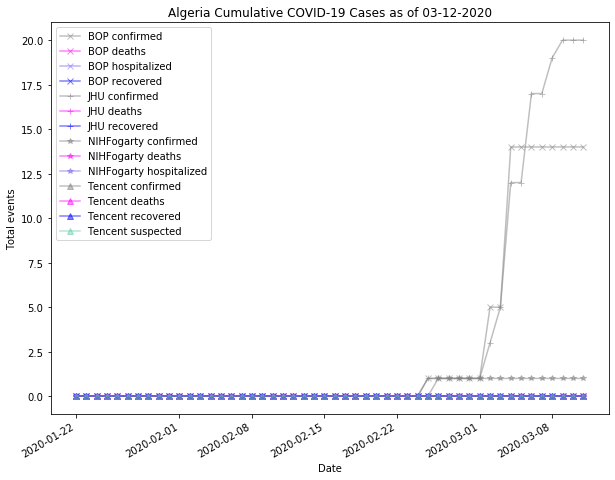 Algeria Cumulative COVID-19 Cases as of 03-12-2020
BOP confirmed
BOP deaths
BOP hospitalized
BOP recovered
JHU confirmed
JHU deaths
JHU recovered
NIHFogarty confirmed
NIHFogarty deaths
NIHFogarty hospitalized
Tencent confirmed
Tencent deaths
Tencent recovered
Tencent suspected
Total events
20.0
17.5
15.0
12.5
10.0
7.5
5.0
2.5
0.0
2020-01-22
2020-02-01
2020-02-08
2020-02-15
2020-02-22
2020-03-01
2020-03-08
Date